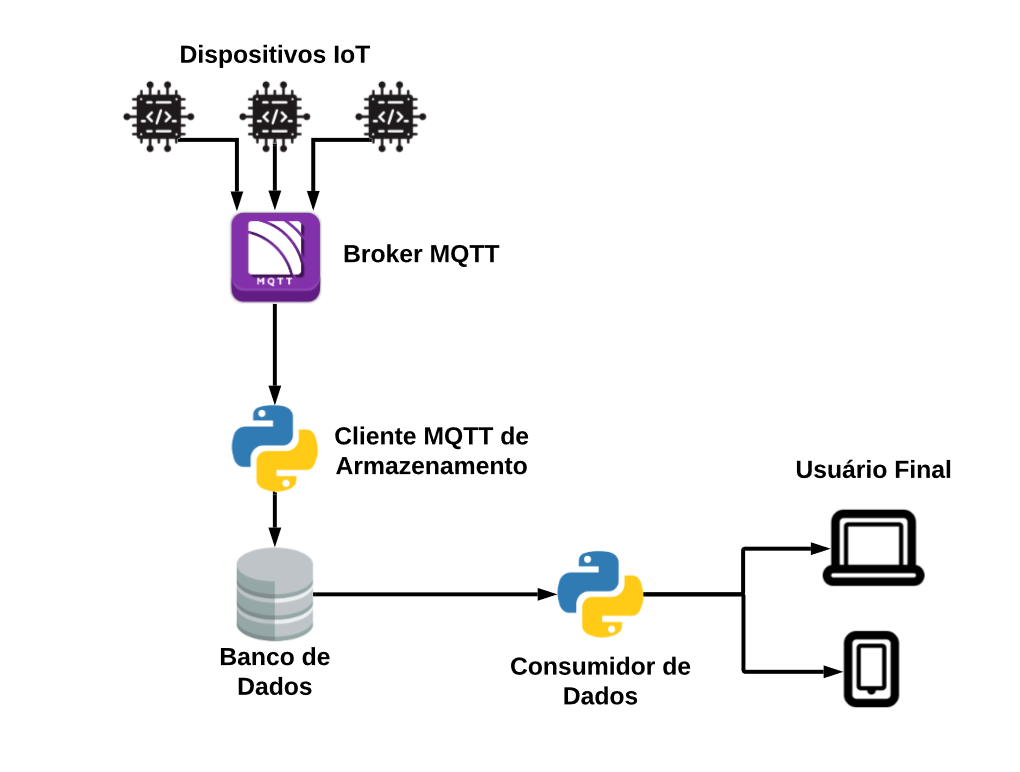 Dispositivos IoT
</>
</>
</>
MQTT
Broker MQTT
Cliente MQTT de
Armazenamento
Usuário Final
Banco de
Dados
Consumidor de
Dados